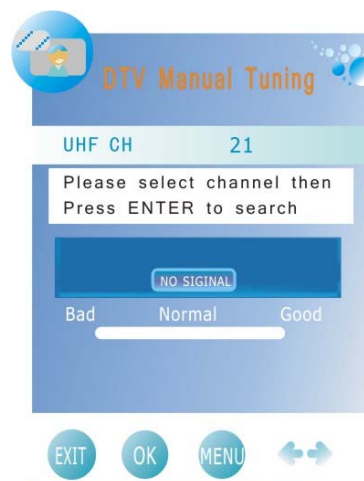 DTV Manual Tuning
UHF CH 21
Please select channel then
Press ENTER to search
NO SIGINAL
Bad Normal Good
EXIT OK MENU